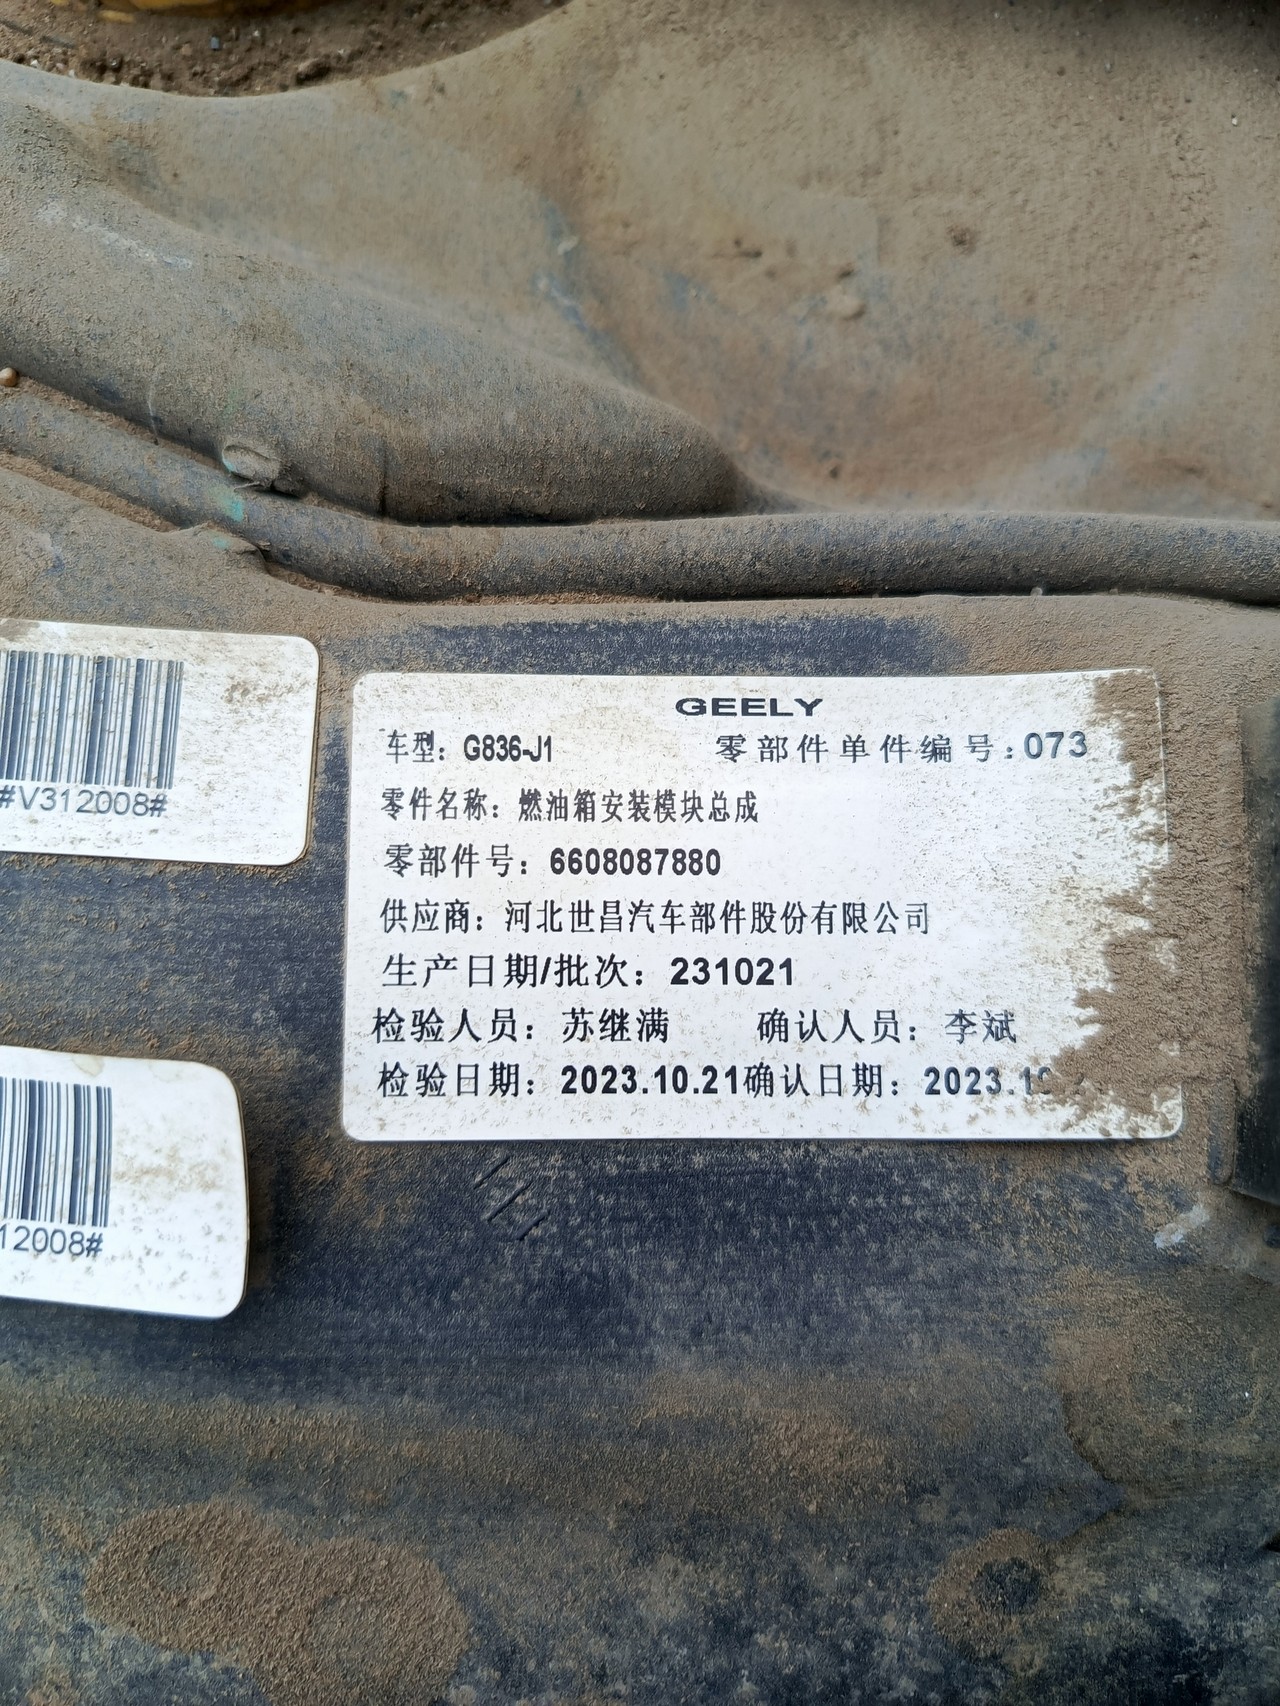 GEELY
车型：G836-J1 零部件单件编号：073
零件名称：燃油箱安装模块总成
零部件号：6608087880
供应商：河北世昌汽车部件股份有限公司
生产日期/批次：231021
检验人员：苏继满 确认人员：李斌
检验日期：2023.10.21确认日期：2023.1
#V312008#
12008#